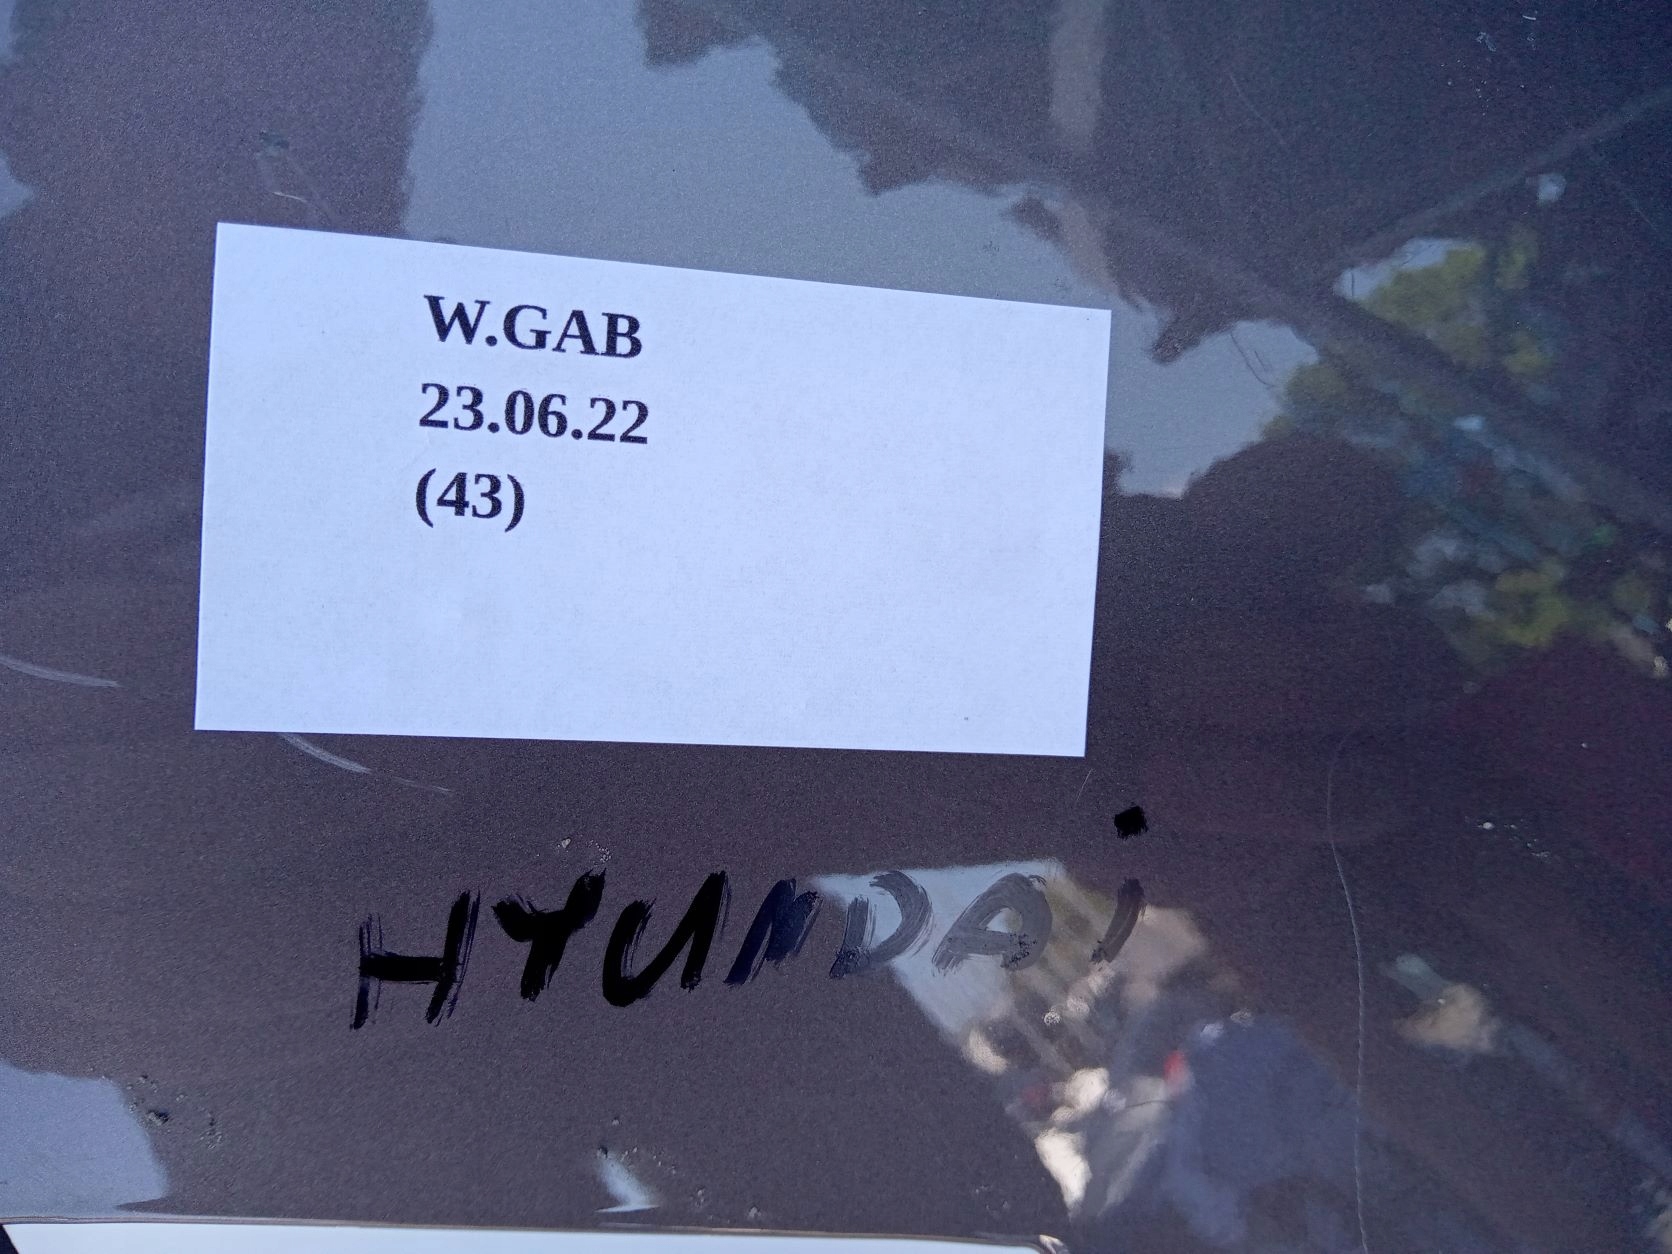 W.GAB
23.06.22
(43)
HYUNDAi